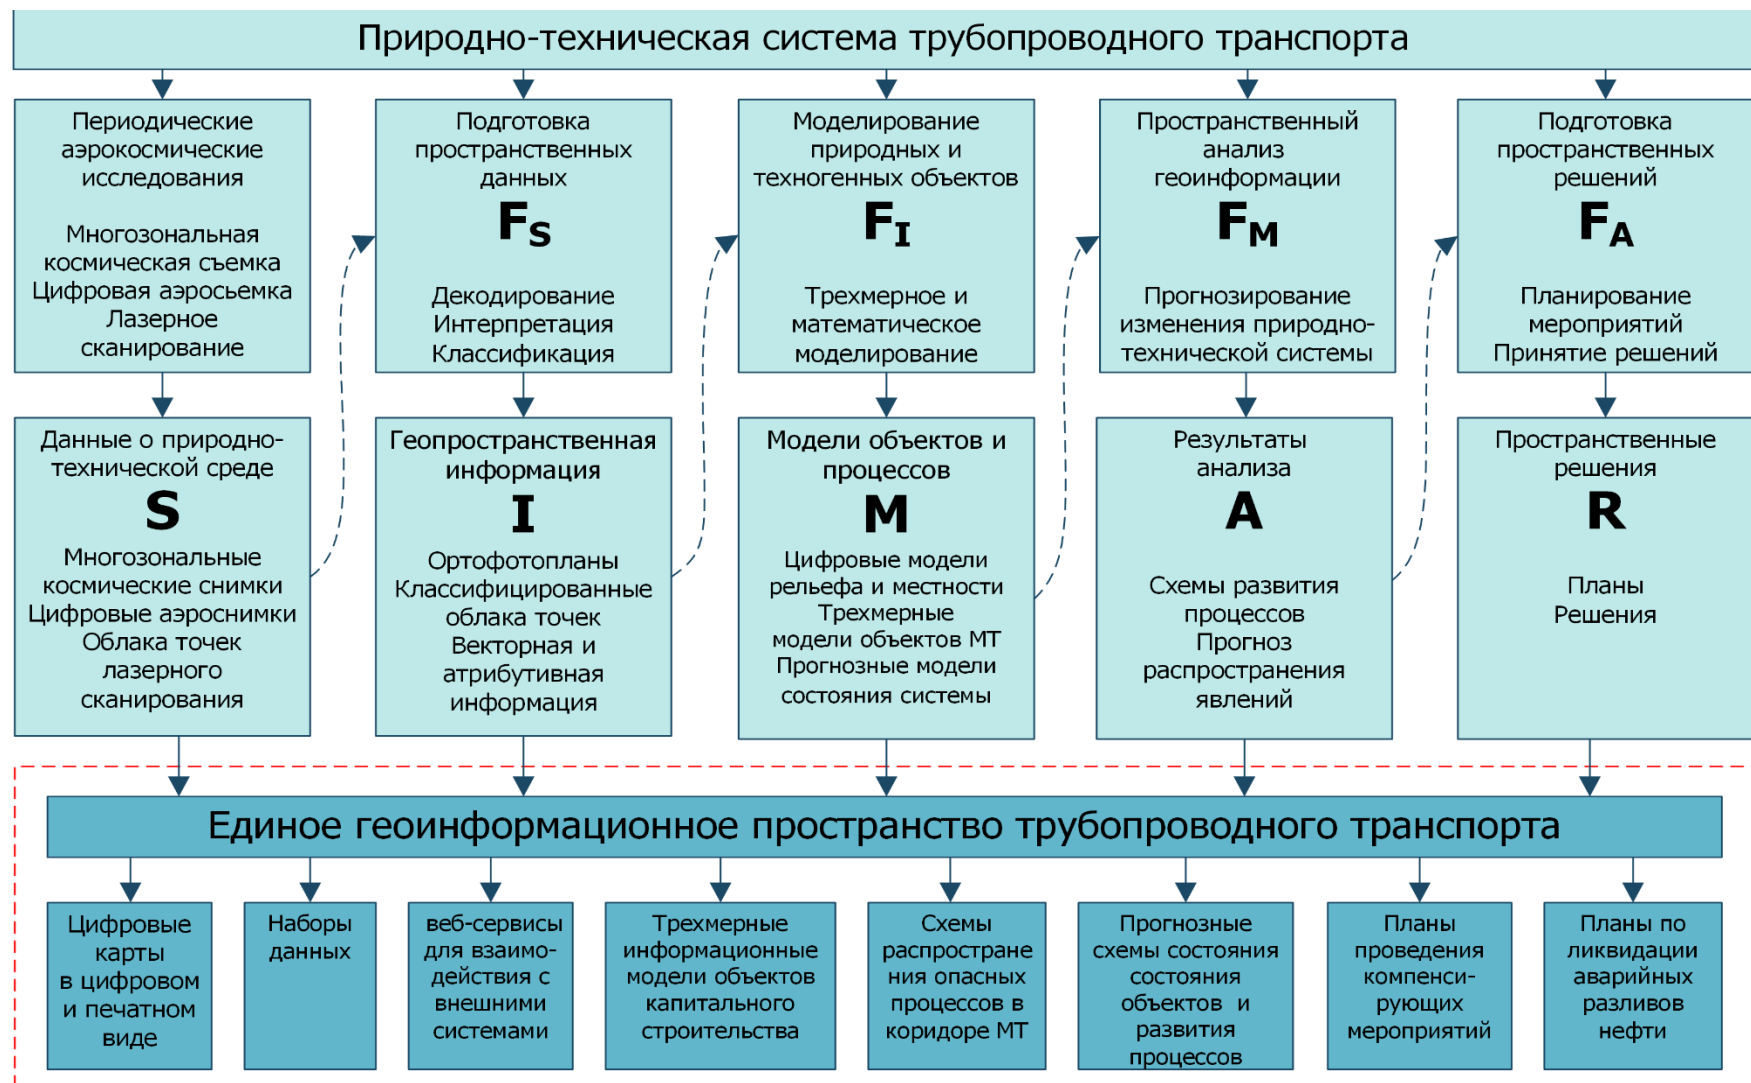 Природно-техническая система трубопроводного транспорта
Периодические
аэрокосмические
исследования
Многозональная
космическая съемка
Цифровая аэросьемка
Лазерное
сканирование
Подготовка
пространственных
данных
FS
Декодирование
Интерпретация
Классификация
Моделирование
природных и
техногенных объектов
FI
Трехмерное и
математическое
моделирование
Пространственный
анализ
геоинформации
FM
Прогнозирование
изменения природно-
технической системы
Подготовка
пространственных
решений
FA
Планирование
мероприятий
Принятие решений
Данные о природно-
технической среде
S
Многозональные
космические снимки
Цифровые аэроснимки
Облака точек
лазерного
сканирования
Геопространственная
информация
I
Ортофотопланы
Классифицированные
облака точек
Векторная и
атрибутивная
информация
Модели объектов и
процессов
M
Цифровые модели
рельефа и местности
Трехмерные
модели объектов МТ
Прогнозные модели
состояния системы
Результаты
анализа
A
Схемы развития
процессов
Прогноз
распространения
явлений
Пространственные
решения
R
Планы
Решения
Единое геоинформационное пространство трубопроводного транспорта
Цифровые
карты
в цифровом
и печатном
виде
Наборы
данных
веб-сервисы
для взаимо-
действия с
внешними
системами
Трехмерные
информационные
модели объектов
капитального
строительства
Схемы
распростране
ния опасных
процессов в
коридоре МТ
Прогнозные
схемы состояния
состояния
объектов и
развития
процессов
Планы
проведения
компенси-
рующих
мероприятий
Планы по
ликвидации
аварийных
разливов
нефти